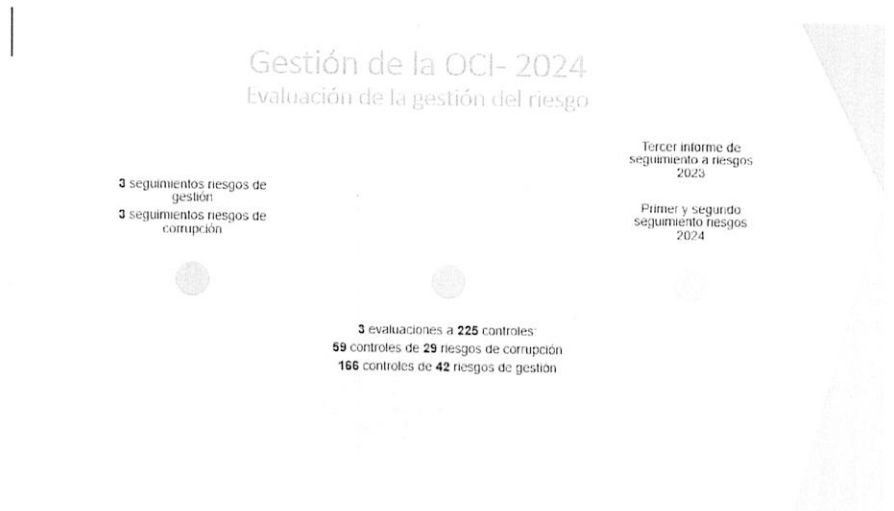 Gestión de la OCI- 2024
Evaluación de la gestión del riesgo
3 seguimientos riesgos de
gestión
3 seguimientos riesgos de
corrupción
3 evaluaciones a 225 controles:
59 controles de 29 riesgos de corrupción
166 controles de 42 riesgos de gestión
Tercer informe de
seguimiento a riesgos
2023
Primer y segundo
seguimiento riesgos
2024